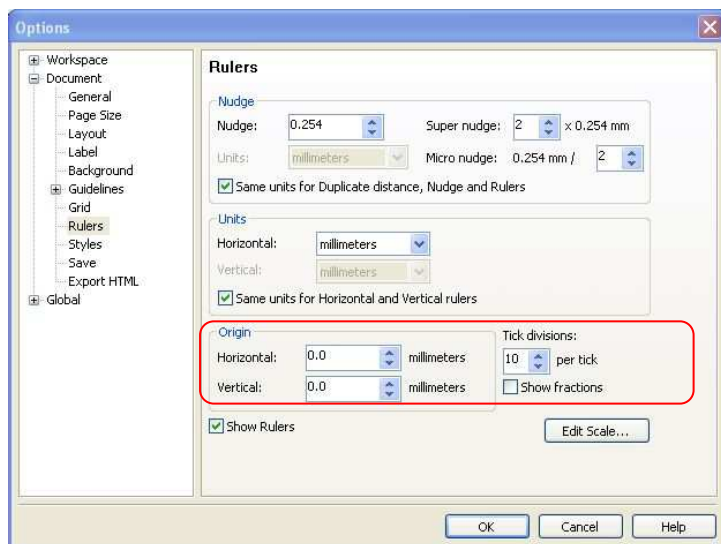 Options
Workspace
Document
General
Page Size
Layout
Label
Background
Guidelines
Grid
Rulers
Styles
Save
Export HTML
Global
Rulers
Nudge
Nudge: 0.254 Super nudge: 2 x 0.254 mm
Units: millimeters Micro nudge: 0.254 mm / 2
Same units for Duplicate distance, Nudge and Rulers
Units
Horizontal: millimeters
Vertical: millimeters
Same units for Horizontal and Vertical rulers
Origin Tick divisions:
Horizontal: 0.0 millimeters 10 per tick
Vertical: 0.0 millimeters Show fractions
Show Rulers Edit Scale...
OK Cancel Help